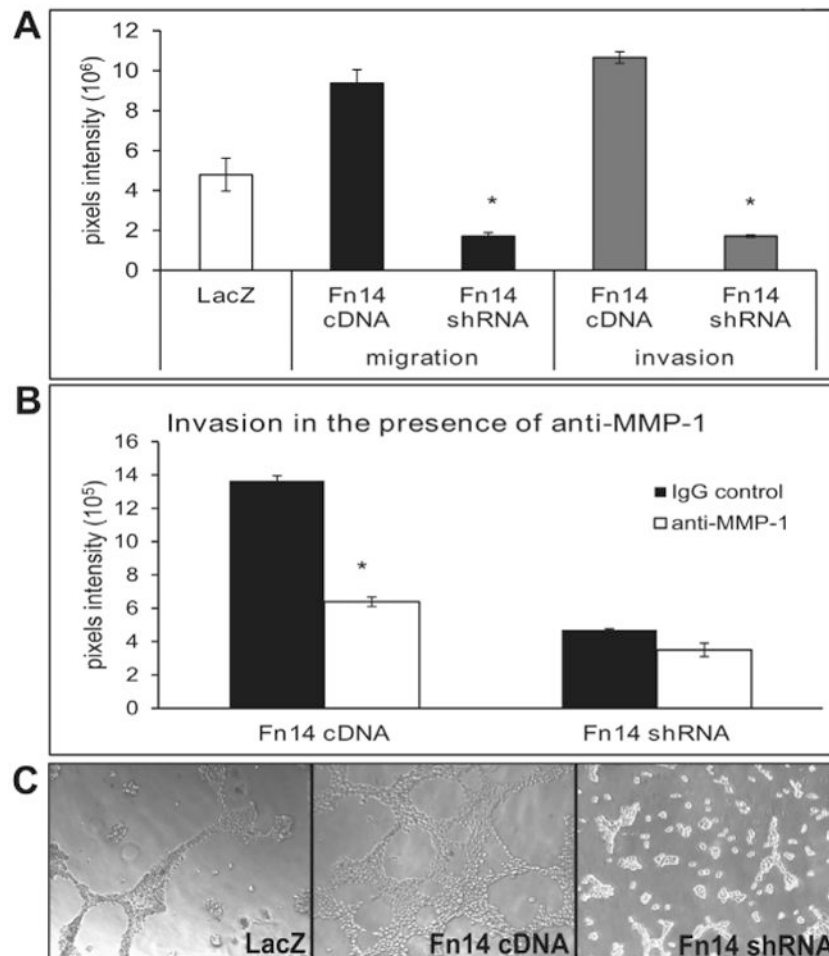 A
pixels intensity (10⁶)
12
10
8
6
4
2
0
*
*
LacZ
Fn14 cDNA
Fn14 shRNA
Fn14 cDNA
Fn14 shRNA
migration
invasion
B
Invasion in the presence of anti-MMP-1
pixels intensity (10⁵)
16
14
12
10
8
6
4
2
0
IgG control
anti-MMP-1
*
Fn14 cDNA
Fn14 shRNA
C
LacZ
Fn14 cDNA
Fn14 shRNA